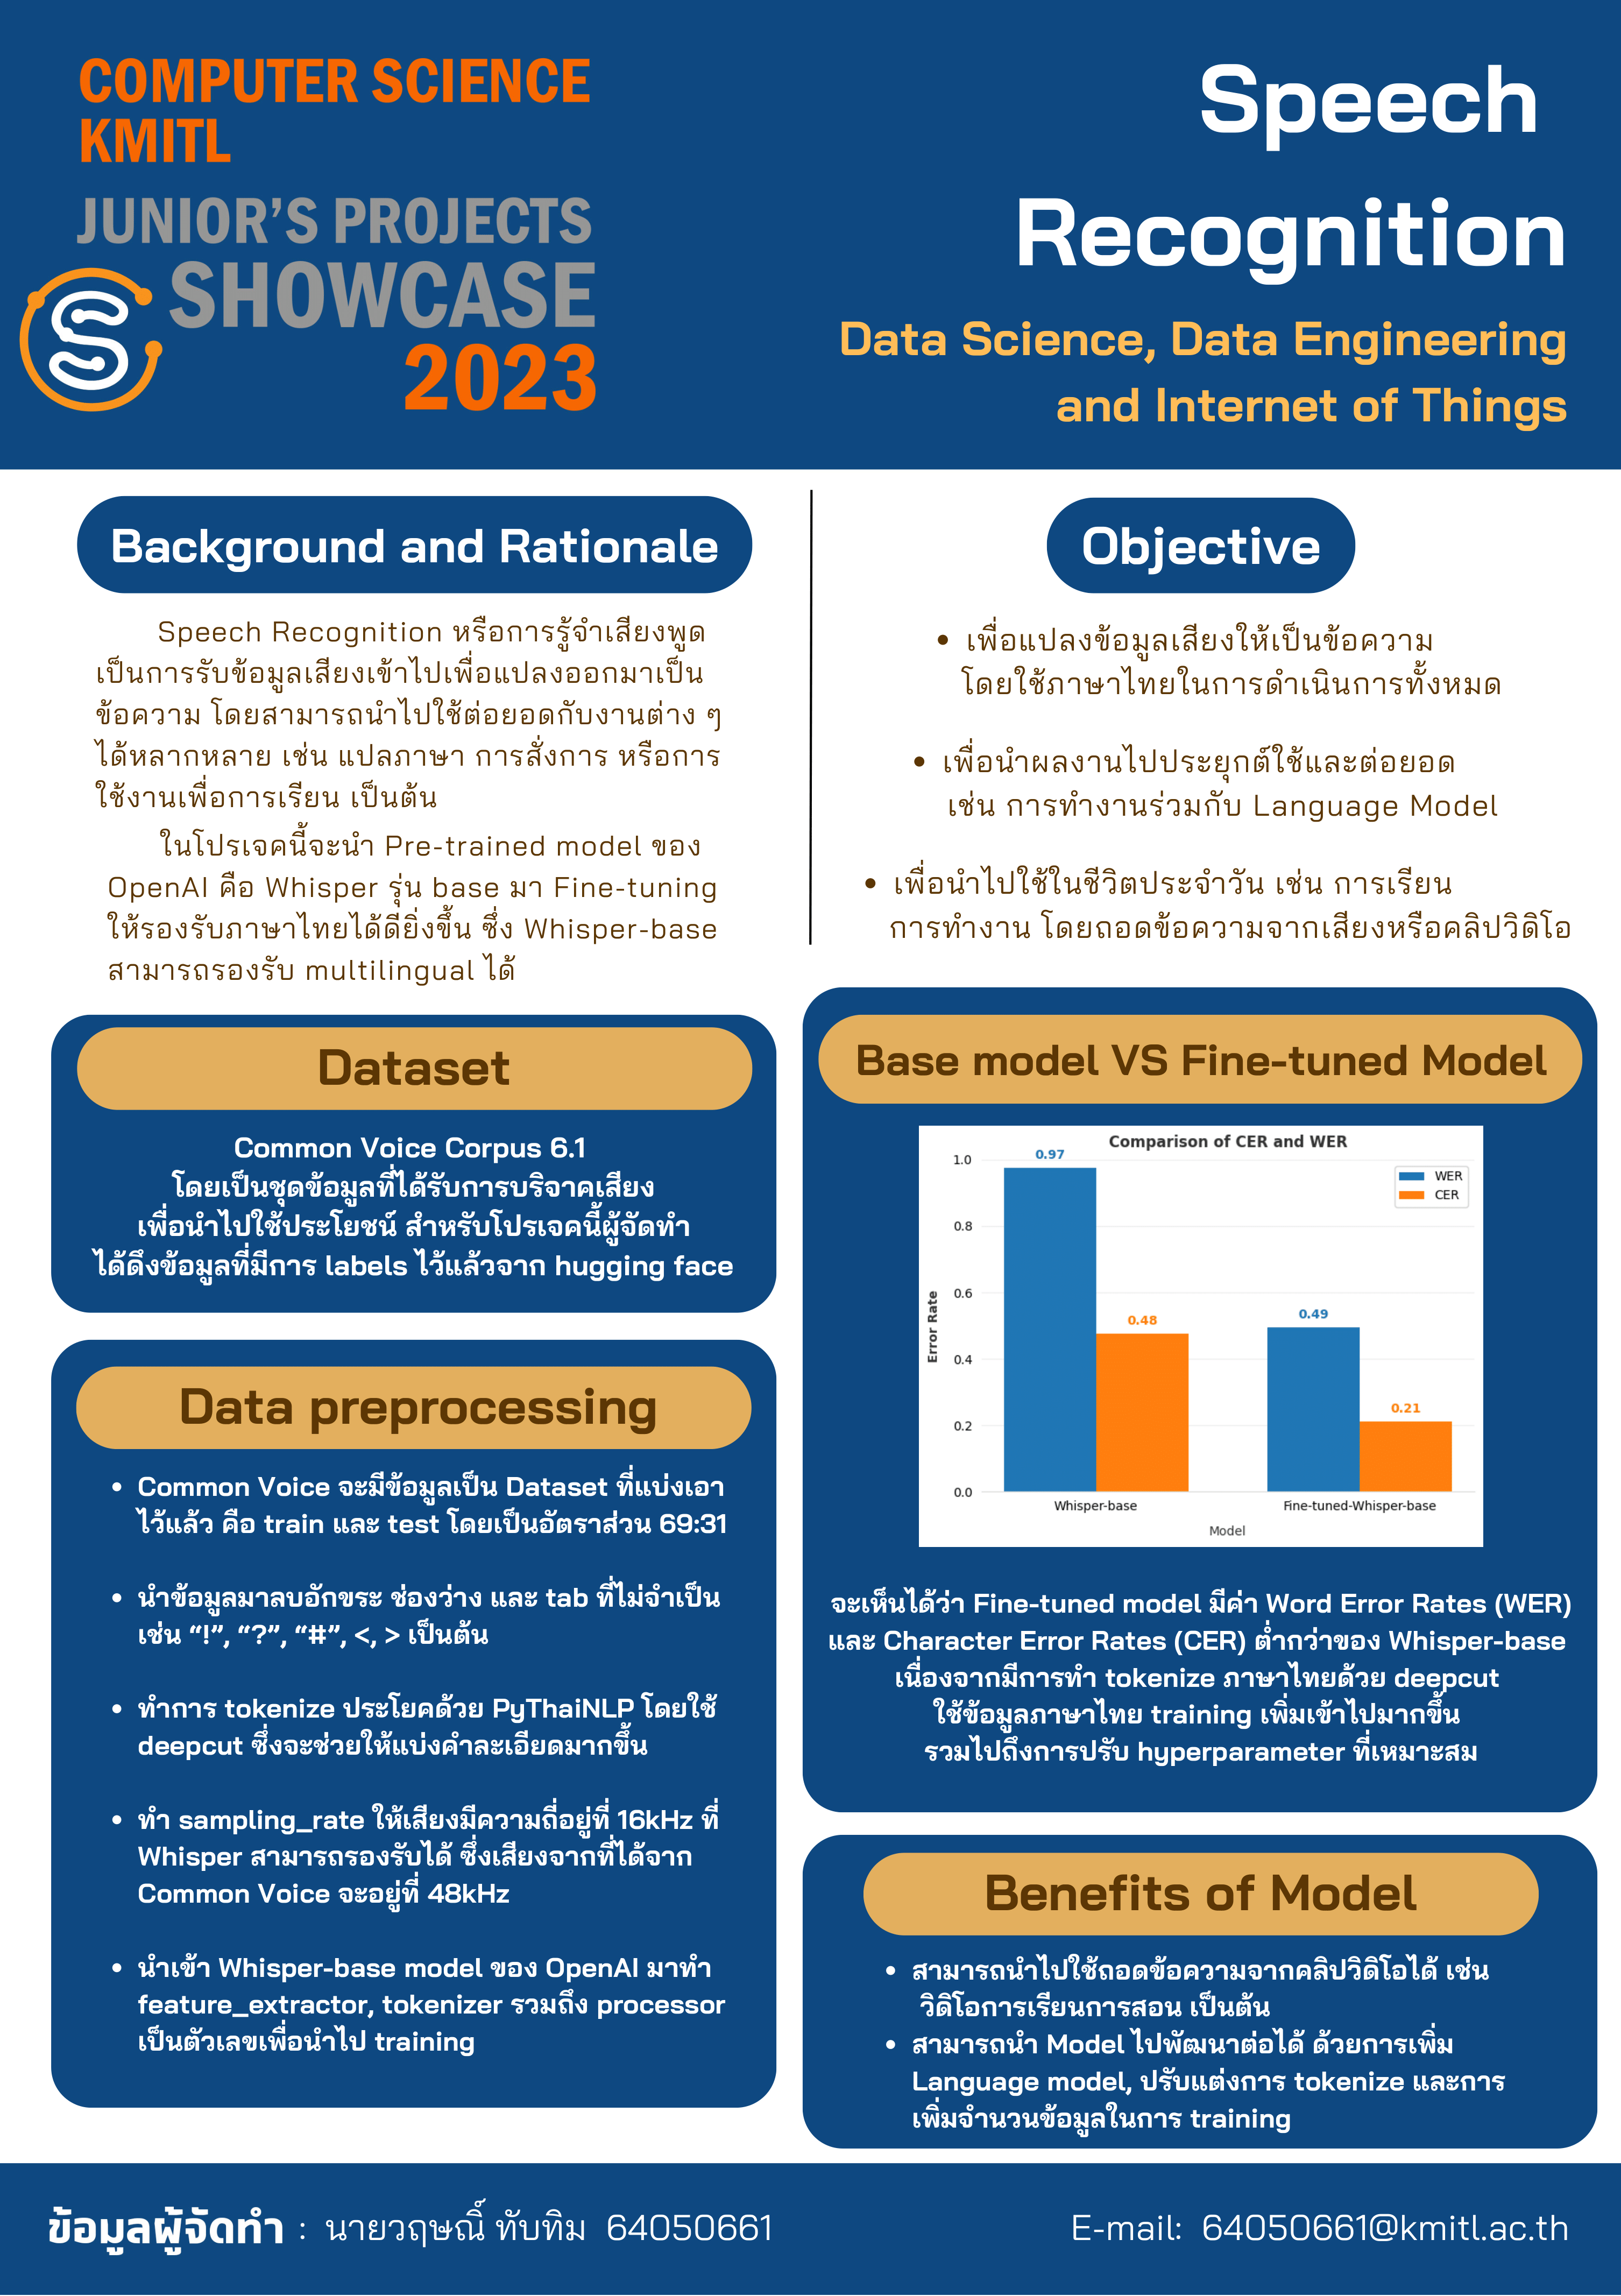 COMPUTER SCIENCE
KMITL
JUNIOR'S PROJECTS
SHOWCASE
2023
Speech
Recognition
Data Science, Data Engineering
and Internet of Things
Background and Rationale
Speech Recognition หรือการรู้จำเสียงพูด
เป็นการรับข้อมูลเสียงเข้าไปเพื่อแปลงออกมาเป็น
ข้อความ โดยสามารถนำไปใช้ต่อยอดกับงานต่าง ๆ
ได้หลากหลาย เช่น แปลภาษา การสั่งการ หรือการ
ใช้งานเพื่อการเรียน เป็นต้น
ในโปรเจคนี้จะนำ Pre-trained model ของ
OpenAI คือ Whisper รุ่น base มา Fine-tuning
ให้รองรับภาษาไทยได้ดียิ่งขึ้น ซึ่ง Whisper-base
สามารถรองรับ multilingual ได้
Objective
• เพื่อแปลงข้อมูลเสียงให้เป็นข้อความ
โดยใช้ภาษาไทยในการดำเนินการทั้งหมด
• เพื่อนำผลงานไปประยุกต์ใช้และต่อยอด
เช่น การทำงานร่วมกับ Language Model
• เพื่อนำไปใช้ในชีวิตประจำวัน เช่น การเรียน
การทำงาน โดยถอดข้อความจากเสียงหรือคลิปวิดิโอ
Dataset
Common Voice Corpus 6.1
โดยเป็นชุดข้อมูลที่ได้รับการบริจาคเสียง
เพื่อนำไปใช้ประโยชน์ สำหรับโปรเจคนี้ผู้จัดทำ
ได้ดึงข้อมูลที่มีการ labels ไว้แล้วจาก hugging face
Data preprocessing
• Common Voice จะมีข้อมูลเป็น Dataset ที่แบ่งเอา
ไว้แล้ว คือ train และ test โดยเป็นอัตราส่วน 69:31
• นำข้อมูลมาลบอักขระ ช่องว่าง และ tab ที่ไม่จำเป็น
เช่น “!”, “?”, “#”, <, > เป็นต้น
• ทำการ tokenize ประโยคด้วย PyThaiNLP โดยใช้
deepcut ซึ่งจะช่วยให้แบ่งคำละเอียดมากขึ้น
• ทำ sampling_rate ให้เสียงมีความถี่อยู่ที่ 16kHz ที่
Whisper สามารถรองรับได้ ซึ่งเสียงจากที่ได้จาก
Common Voice จะอยู่ที่ 48kHz
• นำเข้า Whisper-base model ของ OpenAI มาทำ
feature_extractor, tokenizer รวมถึง processor
เป็นตัวเลขเพื่อนำไป training
Base model VS Fine-tuned Model
Comparison of CER and WER
WER
CER
Error Rate
1.0
0.8
0.6
0.4
0.2
0.0
0.97
0.48
0.49
0.21
Whisper-base
Fine-tuned-Whisper-base
Model
จะเห็นได้ว่า Fine-tuned model มีค่า Word Error Rates (WER)
และ Character Error Rates (CER) ต่ำกว่าของ Whisper-base
เนื่องจากมีการทำ tokenize ภาษาไทยด้วย deepcut
ใช้ข้อมูลภาษาไทย training เพิ่มเข้าไปมากขึ้น
รวมไปถึงการปรับ hyperparameter ที่เหมาะสม
Benefits of Model
• สามารถนำไปใช้ถอดข้อความจากคลิปวิดิโอได้ เช่น
วิดิโอการเรียนการสอน เป็นต้น
• สามารถนำ Model ไปพัฒนาต่อได้ ด้วยการเพิ่ม
Language model, ปรับแต่งการ tokenize และการ
เพิ่มจำนวนข้อมูลในการ training
ข้อมูลผู้จัดทำ : นายวฤษณิ์ ทับทิม 64050661
E-mail: 64050661@kmitl.ac.th